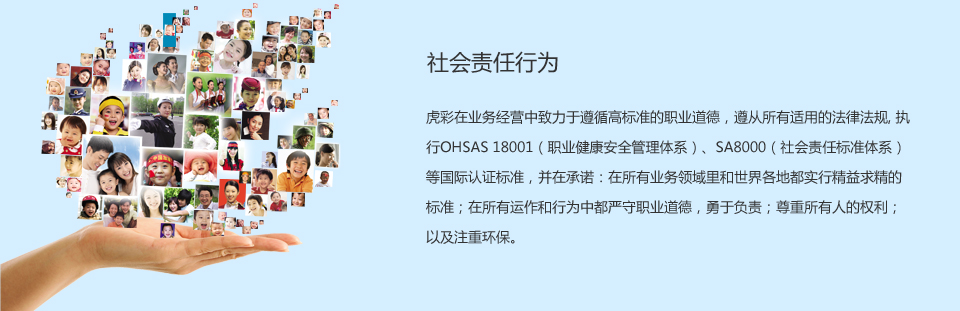 社会责任行为
虎彩在业务经营中致力于遵循高标准的职业道德，遵从所有适用的法律法规, 执
行OHSAS 18001（职业健康安全管理体系）、SA8000（社会责任标准体系）
等国际认证标准，并在承诺：在所有业务领域里和世界各地都实行精益求精的
标准；在所有运作和行为中都严守职业道德，勇于负责；尊重所有人的权利；
以及注重环保。